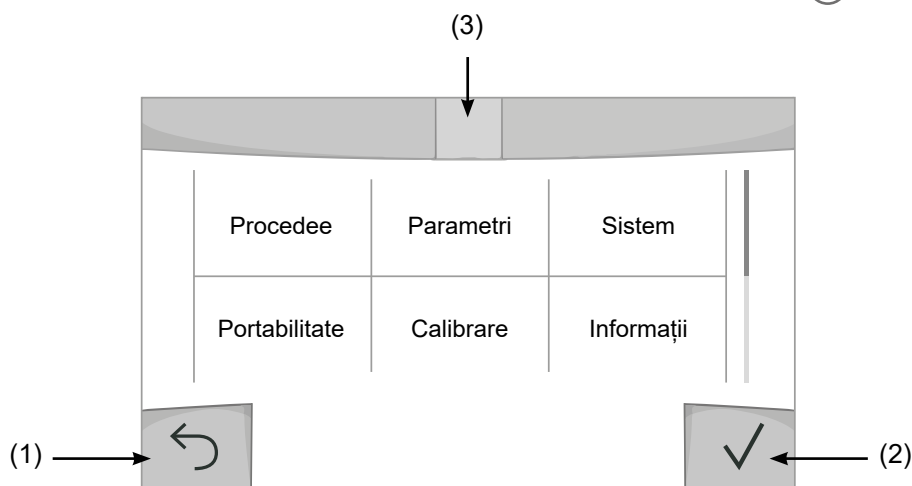 (3)
Procedee Parametri Sistem
Portabilitate Calibrare Informații
(1) (2)